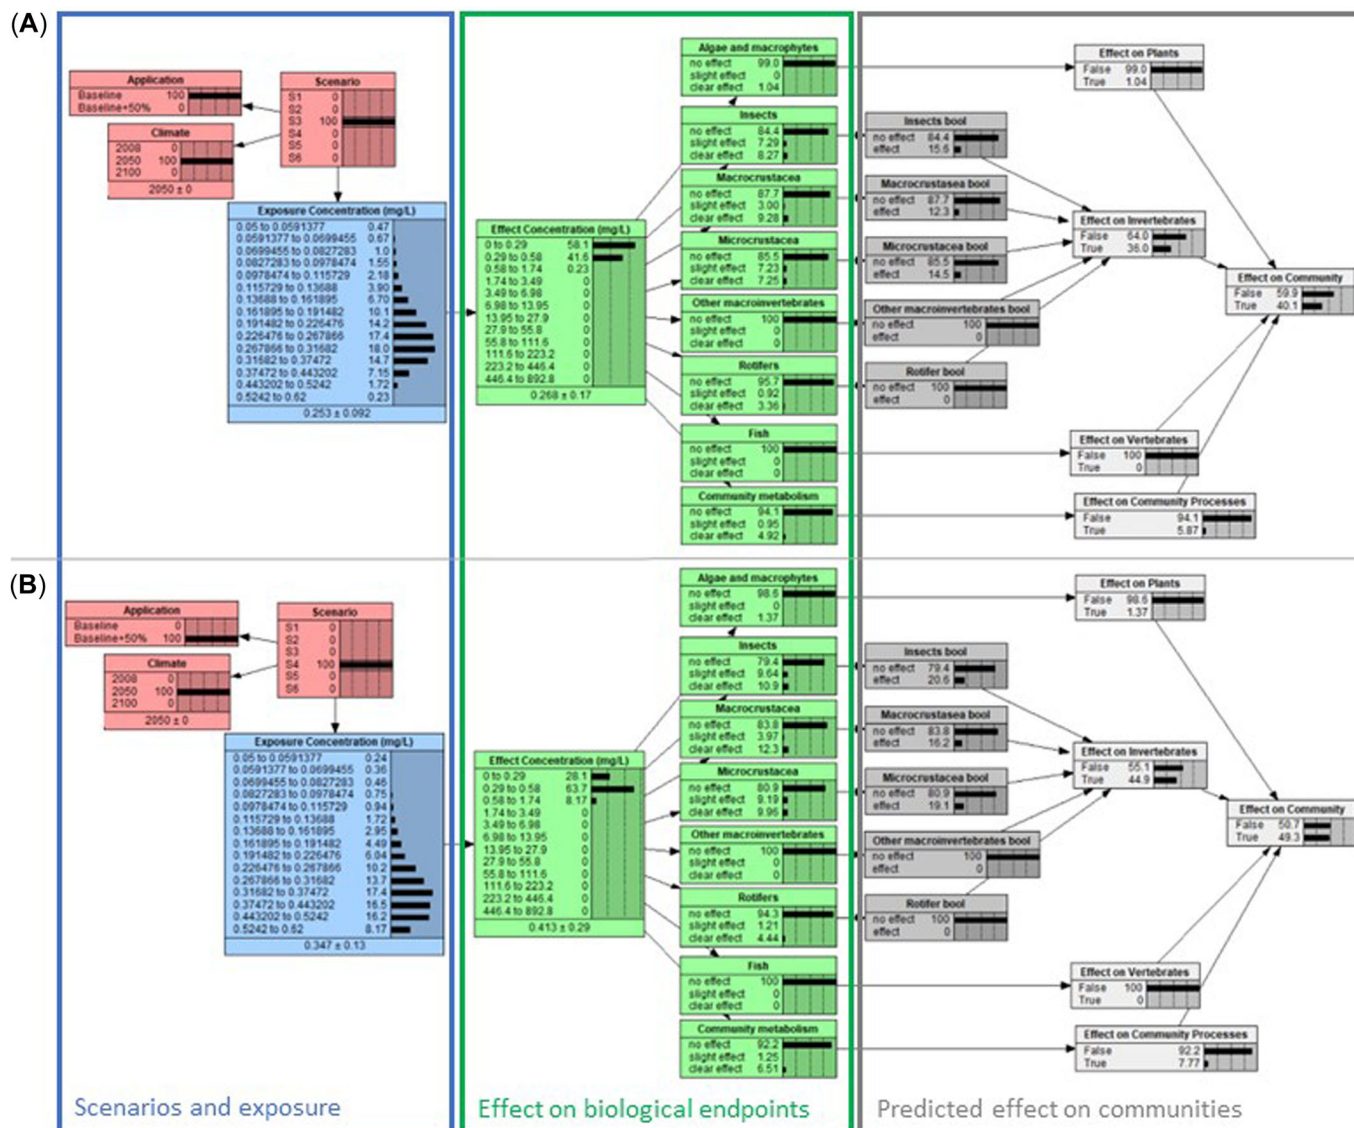 (A)
Application
Baseline 100
Baseline+50% 0
Scenario
S1 0
S2 0
S3 100
S4 0
S5 0
S6 0
Climate
2008 0
2050 100
2100 0
2050 ± 0
Exposure Concentration (mg/L)
0.05 to 0.0591377 0.47
0.0591377 to 0.0699455 0.67
0.0699455 to 0.0827283 1.0
0.0827283 to 0.0978474 1.55
0.0978474 to 0.115729 2.18
0.115729 to 0.13688 3.90
0.13688 to 0.161895 6.70
0.161895 to 0.191482 10.1
0.191482 to 0.226476 14.2
0.226476 to 0.267866 17.4
0.267866 to 0.31682 18.0
0.31682 to 0.37472 14.7
0.37472 to 0.443202 7.15
0.443202 to 0.5242 1.72
0.5242 to 0.62 0.23
0.253 ± 0.092
Effect Concentration (mg/L)
0 to 0.29 58.1
0.29 to 0.58 41.6
0.58 to 1.74 0.23
1.74 to 3.49 0
3.49 to 6.98 0
6.98 to 13.95 0
13.95 to 27.9 0
27.9 to 55.8 0
55.8 to 111.6 0
111.6 to 223.2 0
223.2 to 446.4 0
446.4 to 892.8 0
0.268 ± 0.17
Algae and macrophytes
no effect 99.0
slight effect 0
clear effect 1.04
Insects
no effect 84.4
slight effect 7.29
clear effect 8.27
Macrocrustacea
no effect 87.7
slight effect 3.00
clear effect 9.28
Microcrustacea
no effect 85.5
slight effect 7.23
clear effect 7.25
Other macroinvertebrates
no effect 100
slight effect 0
clear effect 0
Rotifers
no effect 95.7
slight effect 0.92
clear effect 3.36
Fish
no effect 100
slight effect 0
clear effect 0
Community metabolism
no effect 94.1
slight effect 0.95
clear effect 4.92
Effect on Plants
False 99.0
True 1.04
Insects bool
no effect 84.4
effect 15.6
Macrocrustasea bool
no effect 87.7
effect 12.3
Microcrustacea bool
no effect 85.5
effect 14.5
Other macroinvertebrates bool
no effect 100
effect 0
Rotifer bool
no effect 100
effect 0
Effect on Invertebrates
False 64.0
True 36.0
Effect on Community
False 59.9
True 40.1
Effect on Vertebrates
False 100
True 0
Effect on Community Processes
False 94.1
True 5.87
(B)
Application
Baseline 0
Baseline+50% 100
Scenario
S1 0
S2 0
S3 0
S4 100
S5 0
S6 0
Climate
2008 0
2050 100
2100 0
2050 ± 0
Exposure Concentration (mg/L)
0.05 to 0.0591377 0.24
0.0591377 to 0.0699455 0.36
0.0699455 to 0.0827283 0.46
0.0827283 to 0.0978474 0.75
0.0978474 to 0.115729 0.94
0.115729 to 0.13688 1.72
0.13688 to 0.161895 2.95
0.161895 to 0.191482 4.49
0.191482 to 0.226476 6.04
0.226476 to 0.267866 10.2
0.267866 to 0.31682 13.7
0.31682 to 0.37472 17.4
0.37472 to 0.443202 16.5
0.443202 to 0.5242 16.2
0.5242 to 0.62 8.17
0.347 ± 0.13
Effect Concentration (mg/L)
0 to 0.29 28.1
0.29 to 0.58 63.7
0.58 to 1.74 8.17
1.74 to 3.49 0
3.49 to 6.98 0
6.98 to 13.95 0
13.95 to 27.9 0
27.9 to 55.8 0
55.8 to 111.6 0
111.6 to 223.2 0
223.2 to 446.4 0
446.4 to 892.8 0
0.413 ± 0.29
Algae and macrophytes
no effect 98.6
slight effect 0
clear effect 1.37
Insects
no effect 79.4
slight effect 9.64
clear effect 10.9
Macrocrustacea
no effect 83.8
slight effect 3.97
clear effect 12.3
Microcrustacea
no effect 80.9
slight effect 9.19
clear effect 9.95
Other macroinvertebrates
no effect 100
slight effect 0
clear effect 0
Rotifers
no effect 94.3
slight effect 1.21
clear effect 4.44
Fish
no effect 100
slight effect 0
clear effect 0
Community metabolism
no effect 92.2
slight effect 1.25
clear effect 6.51
Effect on Plants
False 98.6
True 1.37
Insects bool
no effect 79.4
effect 20.6
Macrocrustasea bool
no effect 83.8
effect 16.2
Microcrustacea bool
no effect 80.9
effect 19.1
Other macroinvertebrates bool
no effect 100
effect 0
Rotifer bool
no effect 100
effect 0
Effect on Invertebrates
False 55.1
True 44.9
Effect on Community
False 50.7
True 49.3
Effect on Vertebrates
False 100
True 0
Effect on Community Processes
False 92.2
True 7.77
Scenarios and exposure
Effect on biological endpoints
Predicted effect on communities